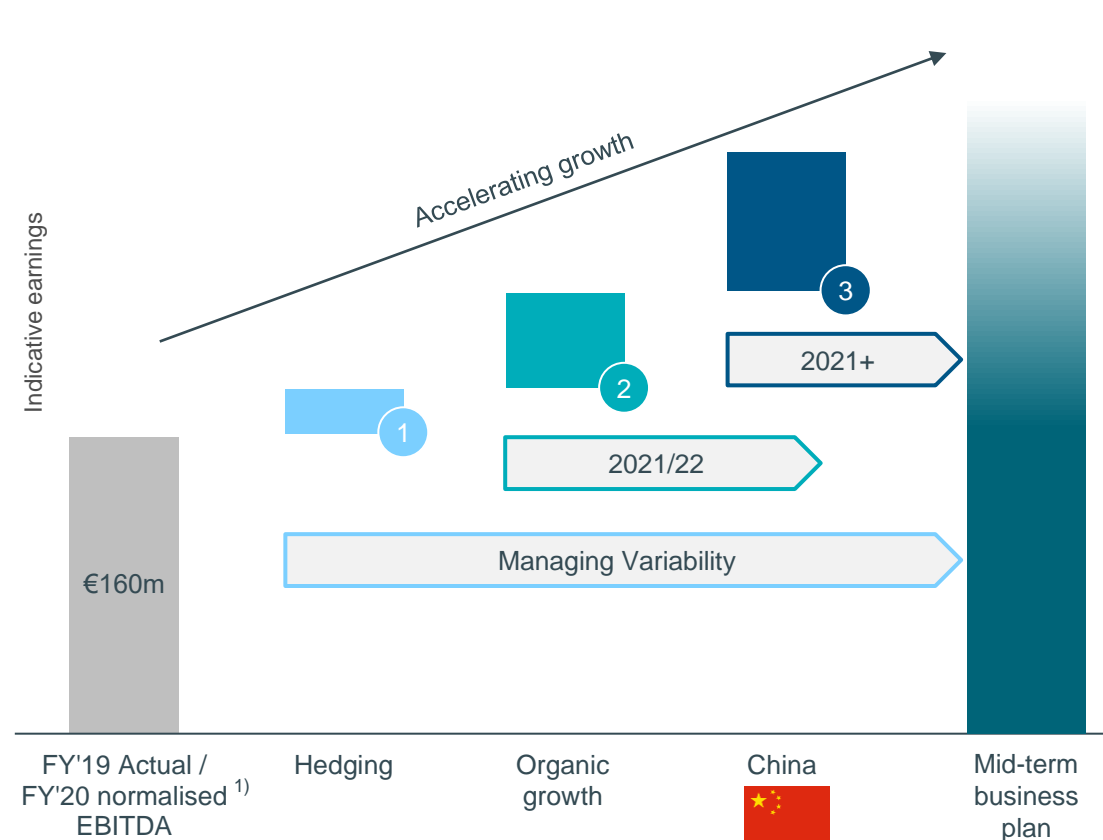 Accelerating growth
Indicative earnings
3
2021+
2
1
2021/22
Managing Variability
€160m
FY'19 Actual /
FY'20 normalised 1)
EBITDA
Hedging
Organic
growth
China
Mid-term
business
plan